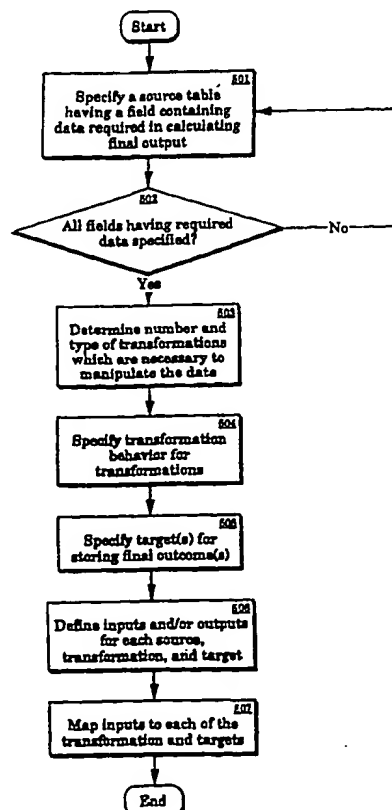 Start
501
Specify a source table
having a field containing
data required in calculating
final output
502
All fields having required
data specified?
No
Yes
503
Determine number and
type of transformations
which are necessary to
manipulate the date
504
Specify transformation
behavior for
transformations
505
Specify target(s) for
storing final outcome(s)
506
Define inputs and/or outputs
for each source,
transformation, and target
507
Map inputs to each of the
transformation and targets
End